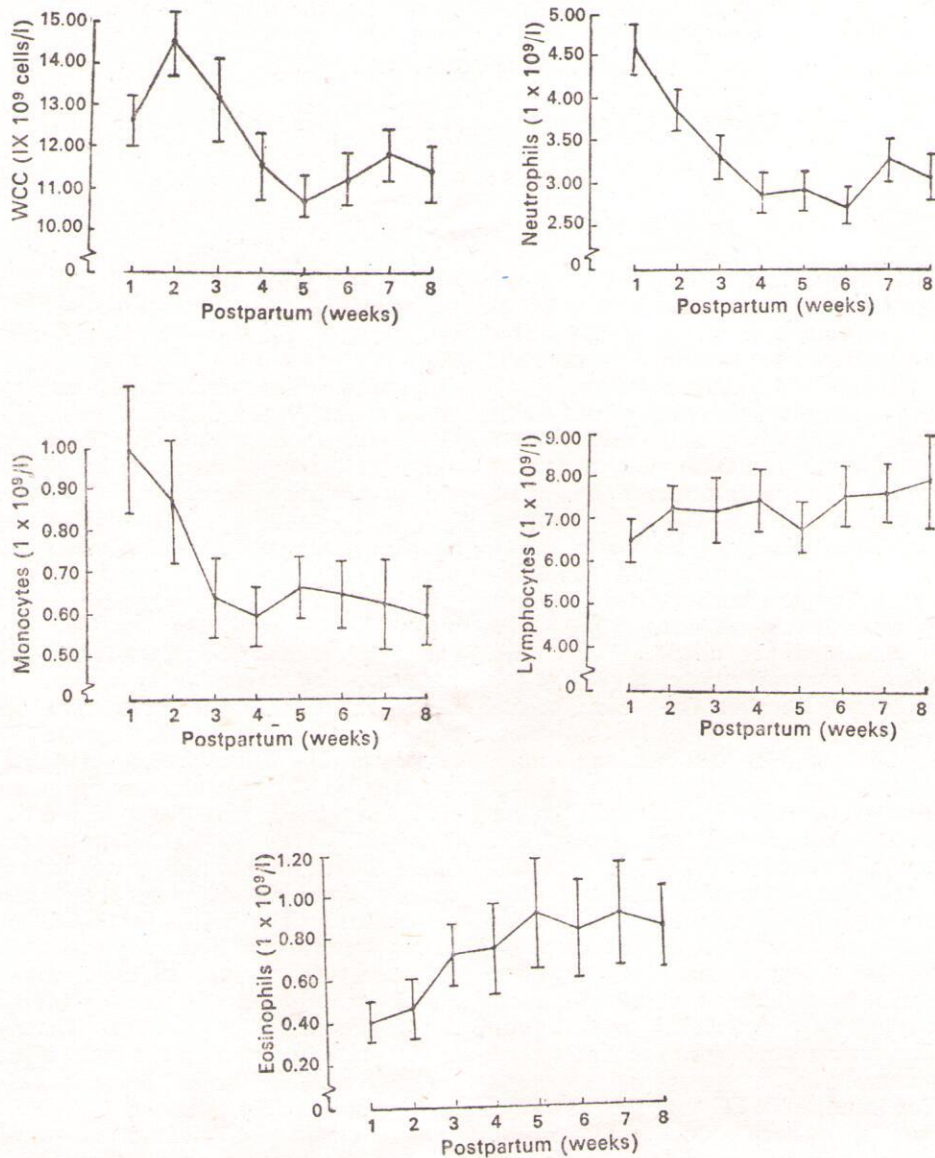 WCC (IX 10⁹ cells/l)
15.00
14.00
13.00
12.00
11.00
10.00
0
1 2 3 4 5 6 7 8
Postpartum (weeks)
Neutrophils (1 x 10⁹/l)
5.00
4.50
4.00
3.50
3.00
2.50
0
1 2 3 4 5 6 7 8
Postpartum (weeks)
Monocytes (1 x 10⁹/l)
1.00
0.90
0.80
0.70
0.60
0.50
0
1 2 3 4 5 6 7 8
Postpartum (weeks)
Lymphocytes (1 x 10⁹/l)
9.00
8.00
7.00
6.00
5.00
4.00
0
1 2 3 4 5 6 7 8
Postpartum (weeks)
Eosinophils (1 x 10⁹/l)
1.20
1.00
0.80
0.60
0.40
0.20
0
1 2 3 4 5 6 7 8
Postpartum (weeks)